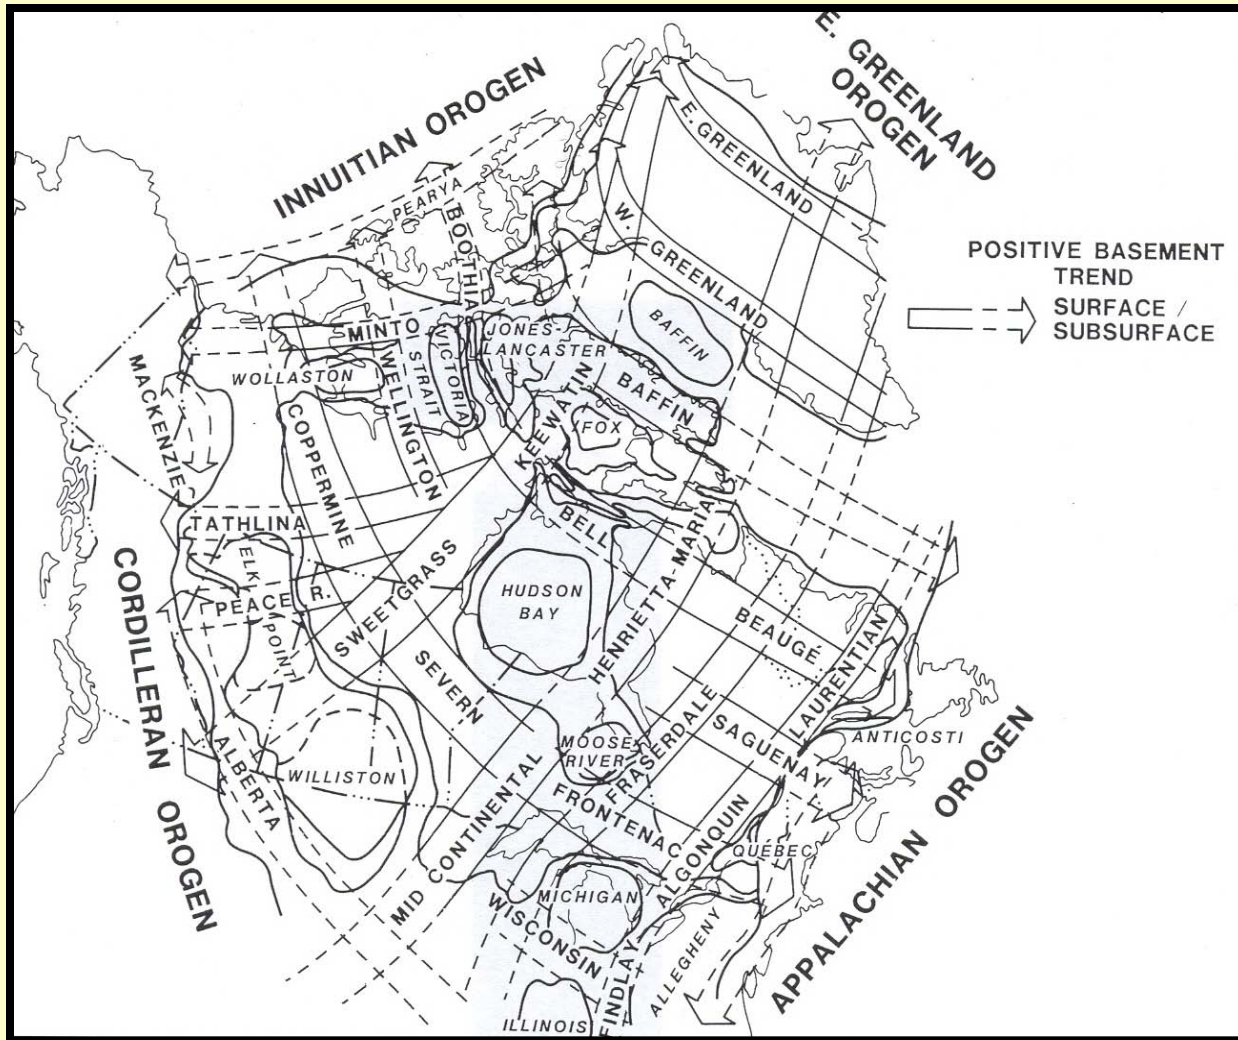 E. GREENLAND
OROGEN
INNUITIAN OROGEN
E. GREENLAND
PEARYA
BOOTHIA
W. GREENLAND
POSITIVE BASEMENT
TREND
SURFACE /
SUBSURFACE
MINTO
JONES-
LANCASTER
BAFFIN
WOLLASTON
WELLINGTON
VICTORIA
STRAIT
MACKENZIE
COPPERMINE
KEEWATIN
BAFFIN
FOX
TATHLINA
BELL
HENRIETTA-MARIA
ELK
POINT
PEACE R.
SWEETGRASS
HUDSON
BAY
BEAUGÉ
LAURENTIAN
CORDILLERAN OROGEN
SEVERN
MOOSE
RIVER
FRASERDALE
SAGUENAY
ANTICOSTI
ALBERTA
WILLISTON
MID CONTINENTAL
FRONTENAC
ALGONQUIN
QUÉBEC
APPALACHIAN OROGEN
MICHIGAN
WISCONSIN
FINDLAY
ALLEGHENY
ILLINOIS